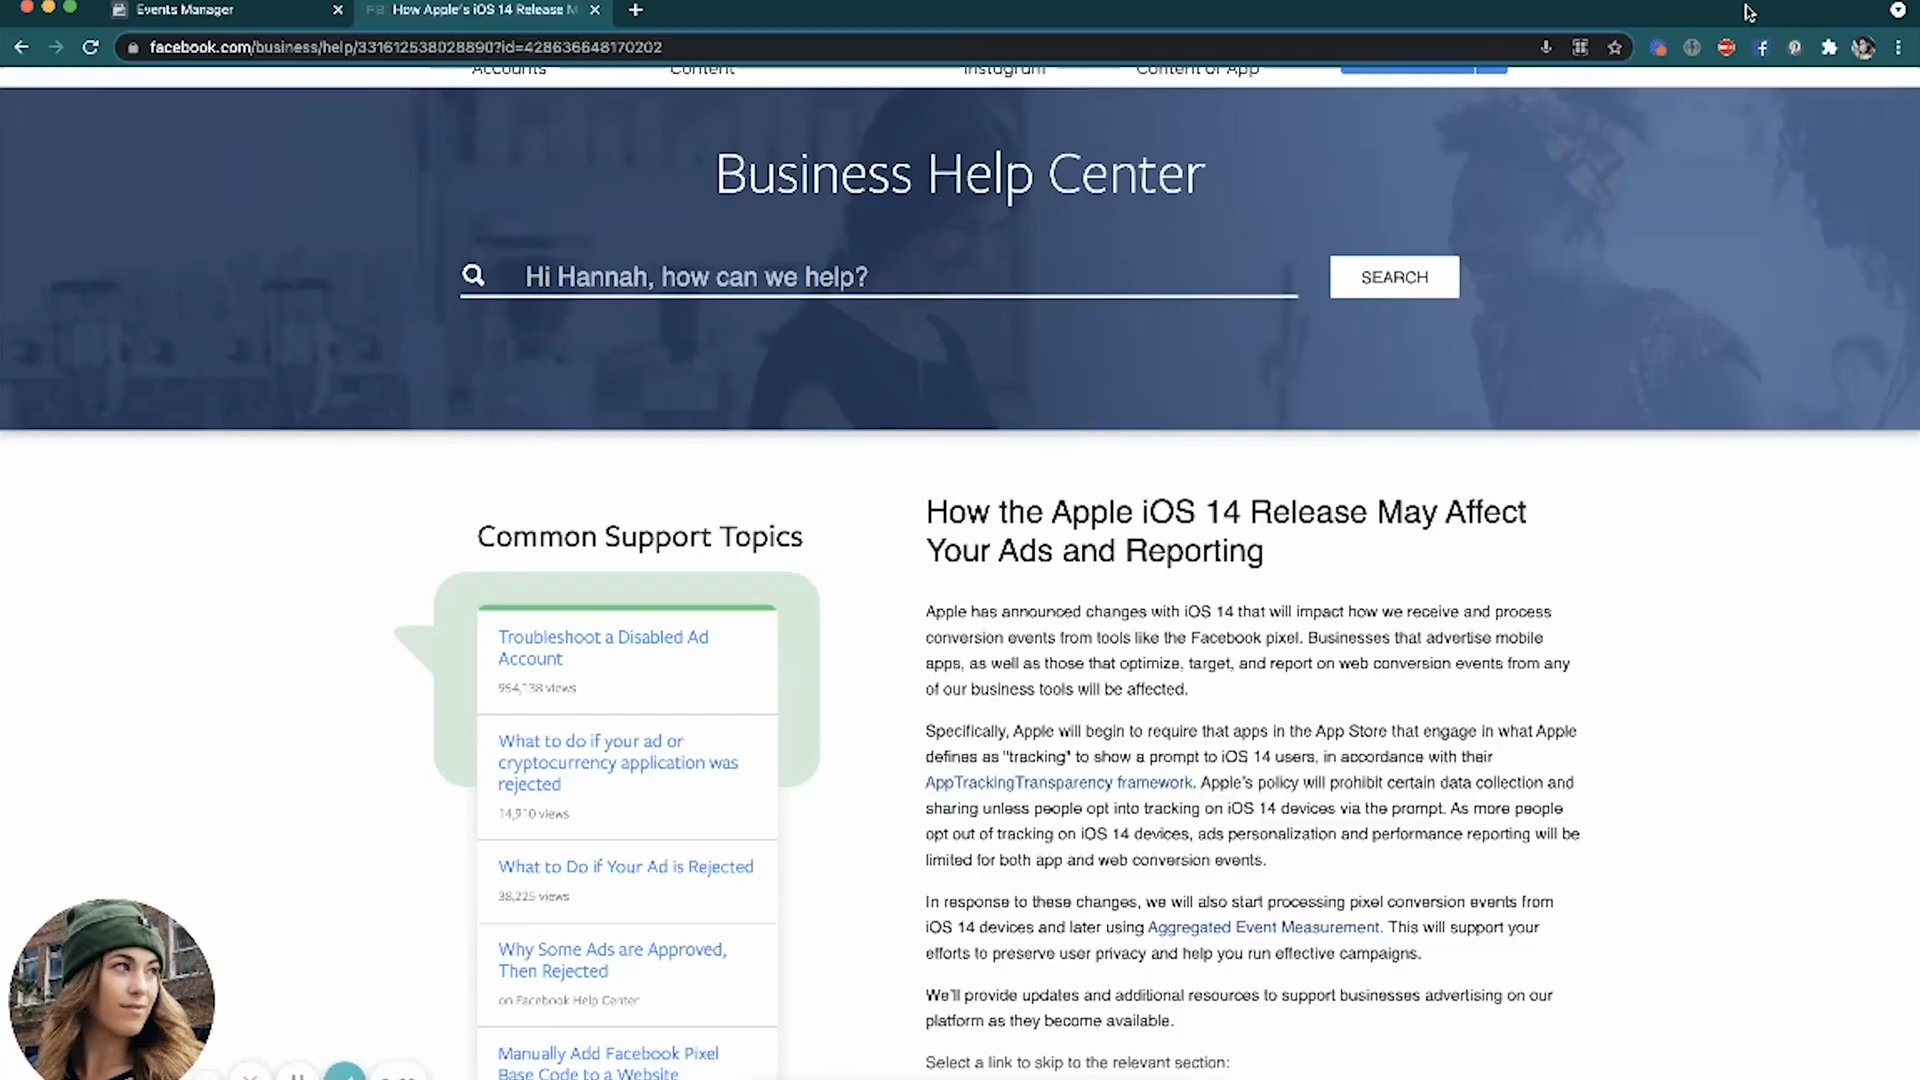 Events Manager
How Apple's iOS 14 Release M
facebook.com/business/help/331612538028890?id=428636648170202
Accounts
Content
Instagram
Content or App
Business Help Center
Hi Hannah, how can we help?
SEARCH
Common Support Topics
Troubleshoot a Disabled Ad
Account
954,138 views
What to do if your ad or
cryptocurrency application was
rejected
14,910 views
What to Do if Your Ad is Rejected
38,225 views
Why Some Ads are Approved,
Then Rejected
on Facebook Help Center
Manually Add Facebook Pixel
Base Code to a Website
How the Apple iOS 14 Release May Affect
Your Ads and Reporting
Apple has announced changes with iOS 14 that will impact how we receive and process
conversion events from tools like the Facebook pixel. Businesses that advertise mobile
apps, as well as those that optimize, target, and report on web conversion events from any
of our business tools will be affected.
Specifically, Apple will begin to require that apps in the App Store that engage in what Apple
defines as "tracking" to show a prompt to iOS 14 users, in accordance with their
AppTrackingTransparency framework. Apple's policy will prohibit certain data collection and
sharing unless people opt into tracking on iOS 14 devices via the prompt. As more people
opt out of tracking on iOS 14 devices, ads personalization and performance reporting will be
limited for both app and web conversion events.
In response to these changes, we will also start processing pixel conversion events from
iOS 14 devices and later using Aggregated Event Measurement. This will support your
efforts to preserve user privacy and help you run effective campaigns.
We'll provide updates and additional resources to support businesses advertising on our
platform as they become available.
Select a link to skip to the relevant section: